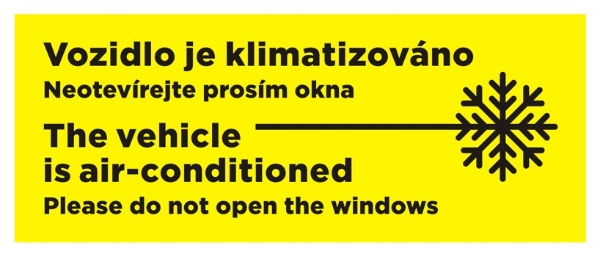 Vozidlo je klimatizováno
Neotevírejte prosím okna
The vehicle
is air-conditioned
Please do not open the windows